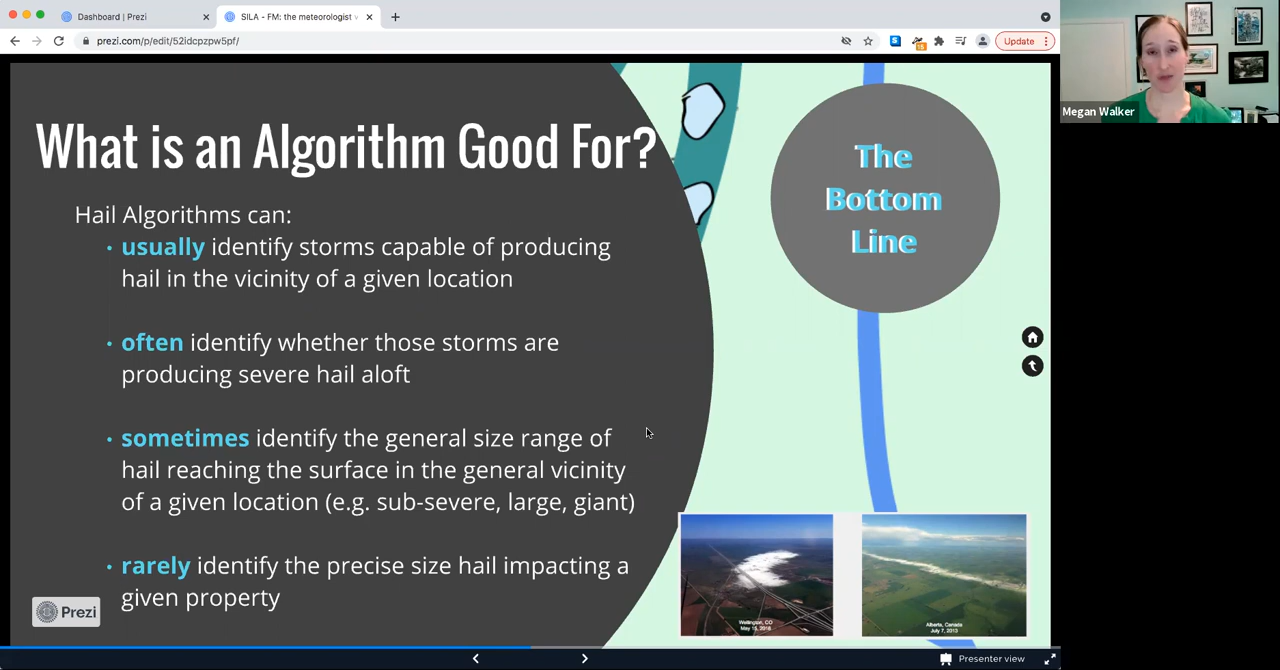 Dashboard | Prezi
SILA - FM: the meteorologist v
prezi.com/p/edit/52idcpzpw5pf/
S
15
Update
Megan Walker
What is an Algorithm Good For?
Hail Algorithms can:
• usually identify storms capable of producing
hail in the vicinity of a given location
• often identify whether those storms are
producing severe hail aloft
• sometimes identify the general size range of
hail reaching the surface in the general vicinity
of a given location (e.g. sub-severe, large, giant)
• rarely identify the precise size hail impacting a
given property
The
Bottom
Line
Wellington, CO
May 15, 2018
Alberta, Canada
July 7, 2013
Prezi
Presenter view